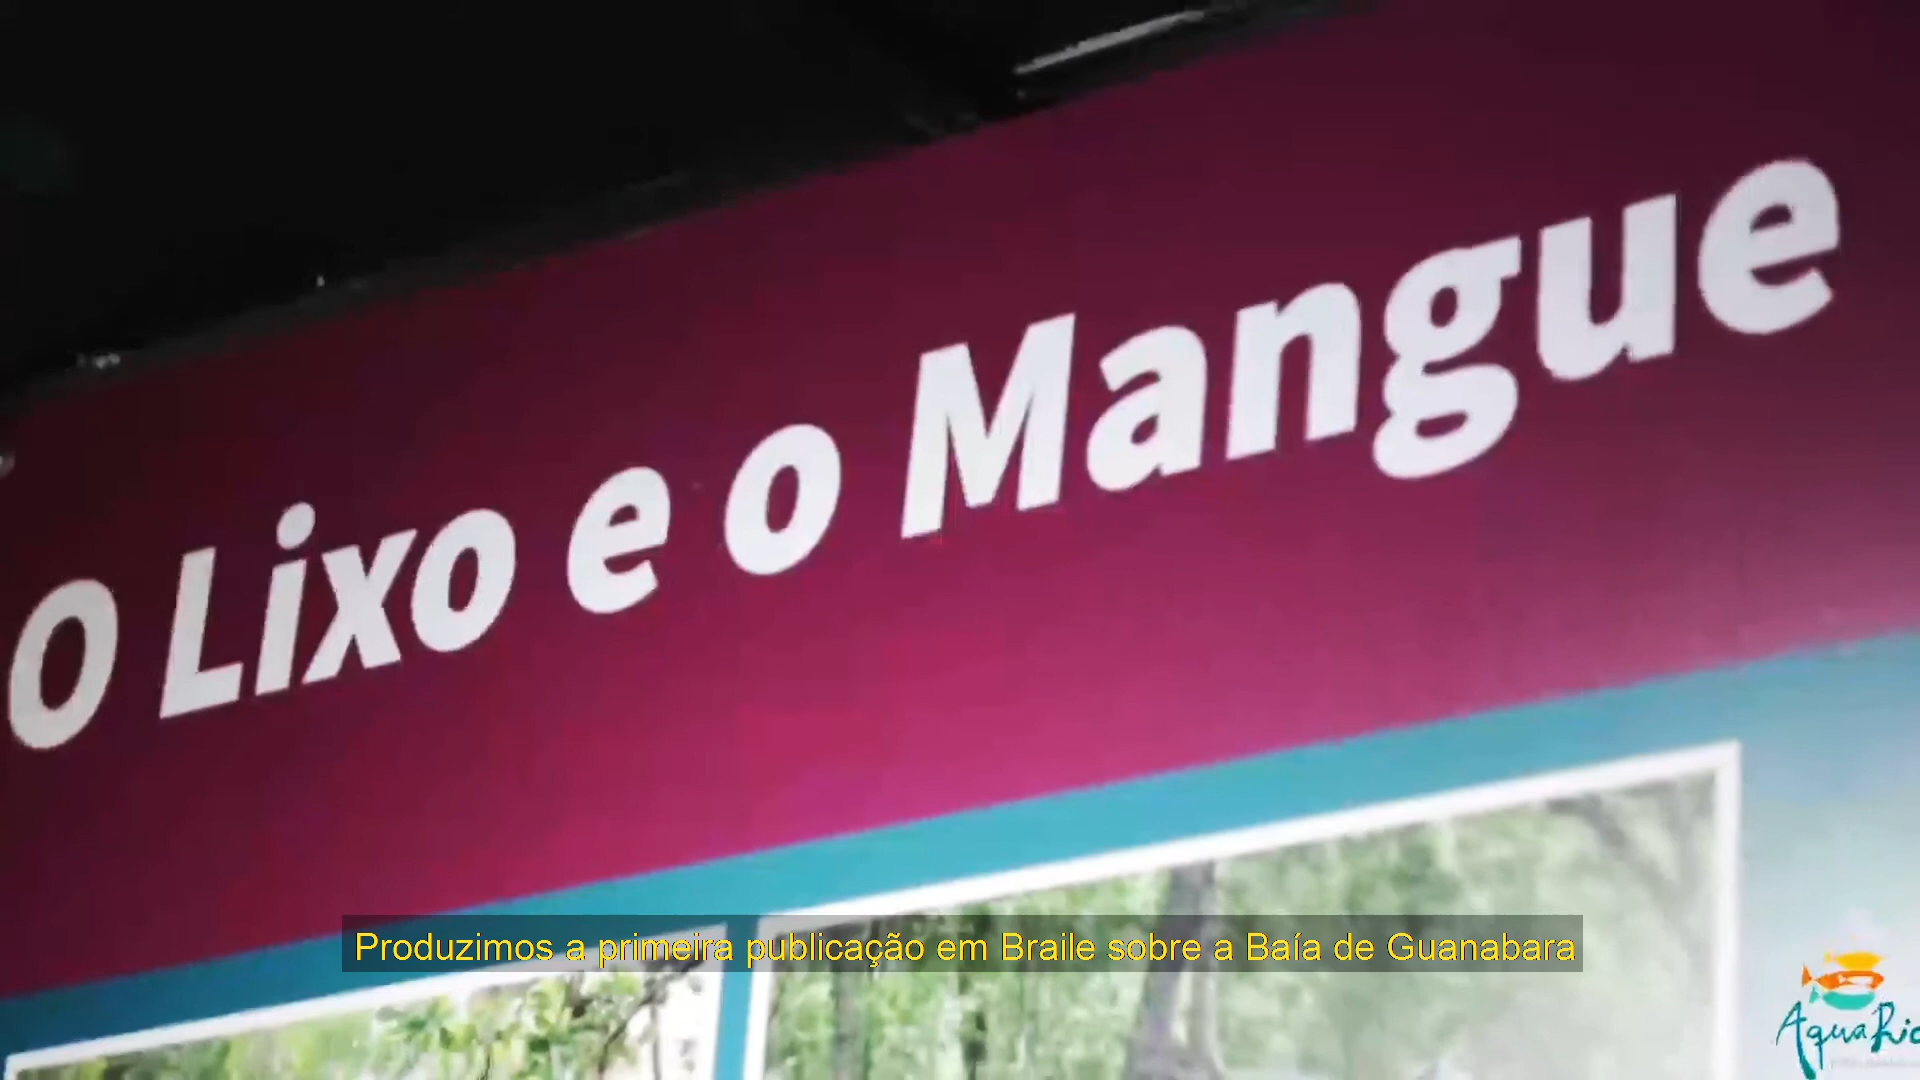 O Lixo e o Mangue
Produzimos a primeira publicação em Braile sobre a Baía de Guanabara
AquaRio